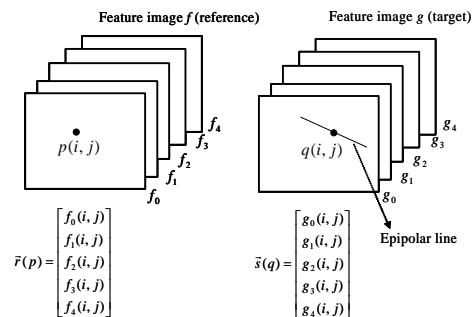 Feature image f (reference)
Feature image g (target)
p(i, j)
f₀
f₁
f₂
f₃
f₄
q(i, j)
g₀
g₁
g₂
g₃
g₄
Epipolar line
r̄(p) =
f₀(i, j)
f₁(i, j)
f₂(i, j)
f₃(i, j)
f₄(i, j)
s̄(q) =
g₀(i, j)
g₁(i, j)
g₂(i, j)
g₃(i, j)
g₄(i, j)